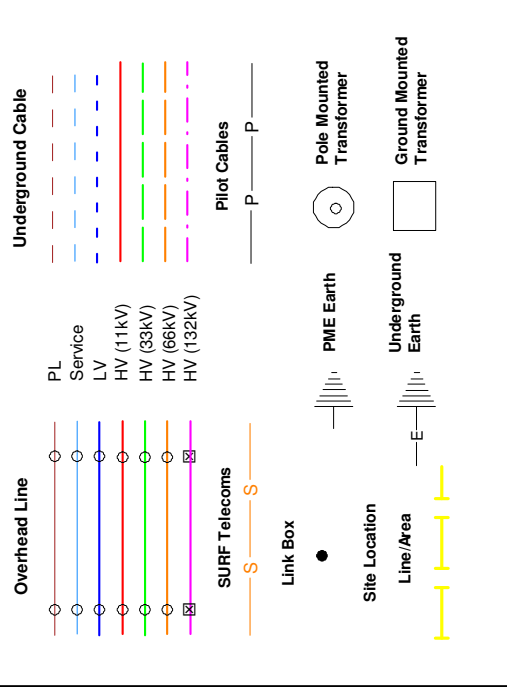 Overhead Line
Underground Cable
PL
Service
LV
HV (11kV)
HV (33kV)
HV (66kV)
HV (132kV)
SURF Telecoms
S
S
Pilot Cables
P
P
Link Box
PME Earth
Pole Mounted
Transformer
Site Location
Line/Area
E
Underground
Earth
Ground Mounted
Transformer